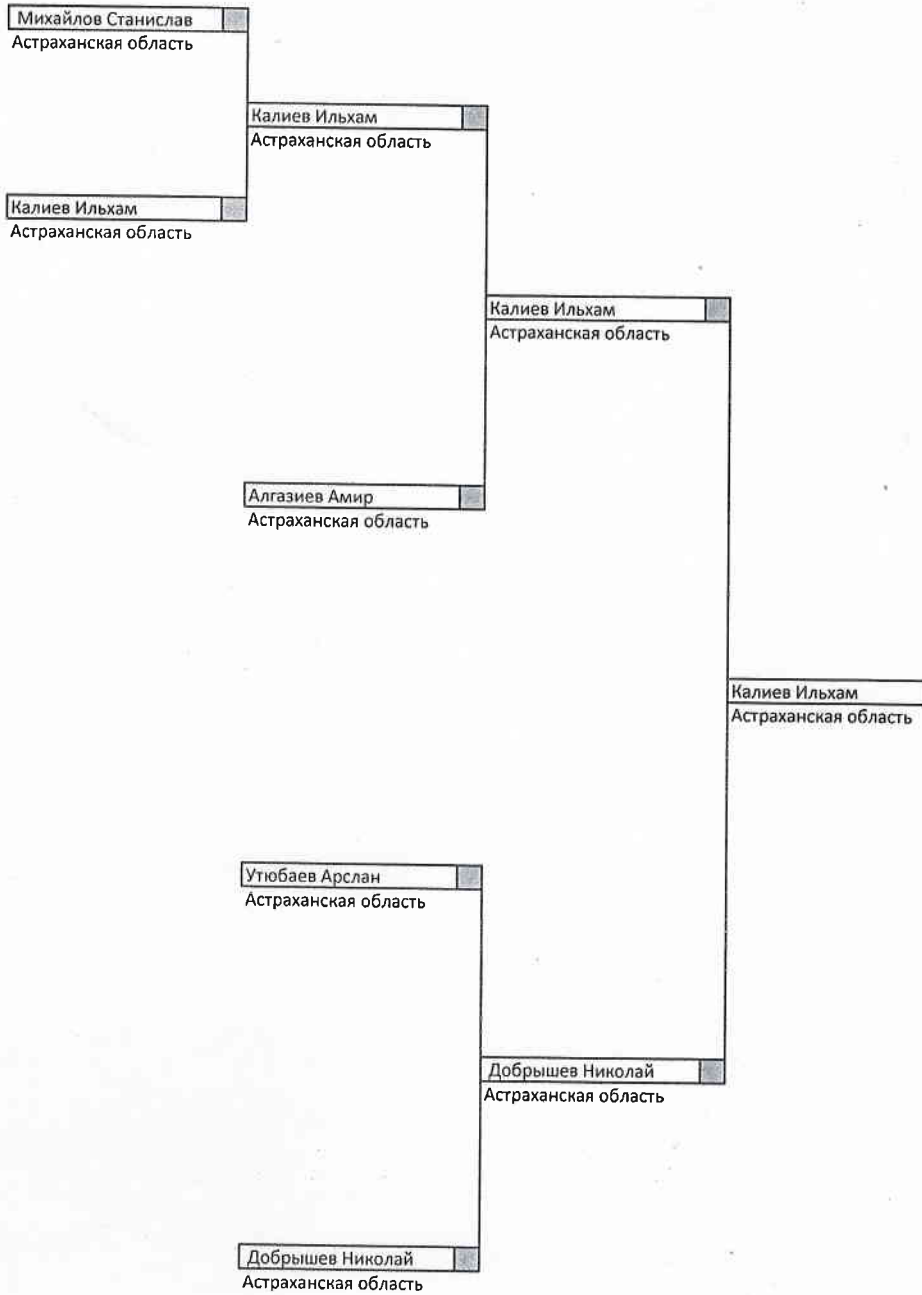 Михайлов Станислав
Астраханская область
Калиев Ильхам
Астраханская область
Калиев Ильхам
Астраханская область
Калиев Ильхам
Астраханская область
Алгазиев Амир
Астраханская область
Калиев Ильхам
Астраханская область
Утюбаев Арслан
Астраханская область
Добрышев Николай
Астраханская область
Добрышев Николай
Астраханская область